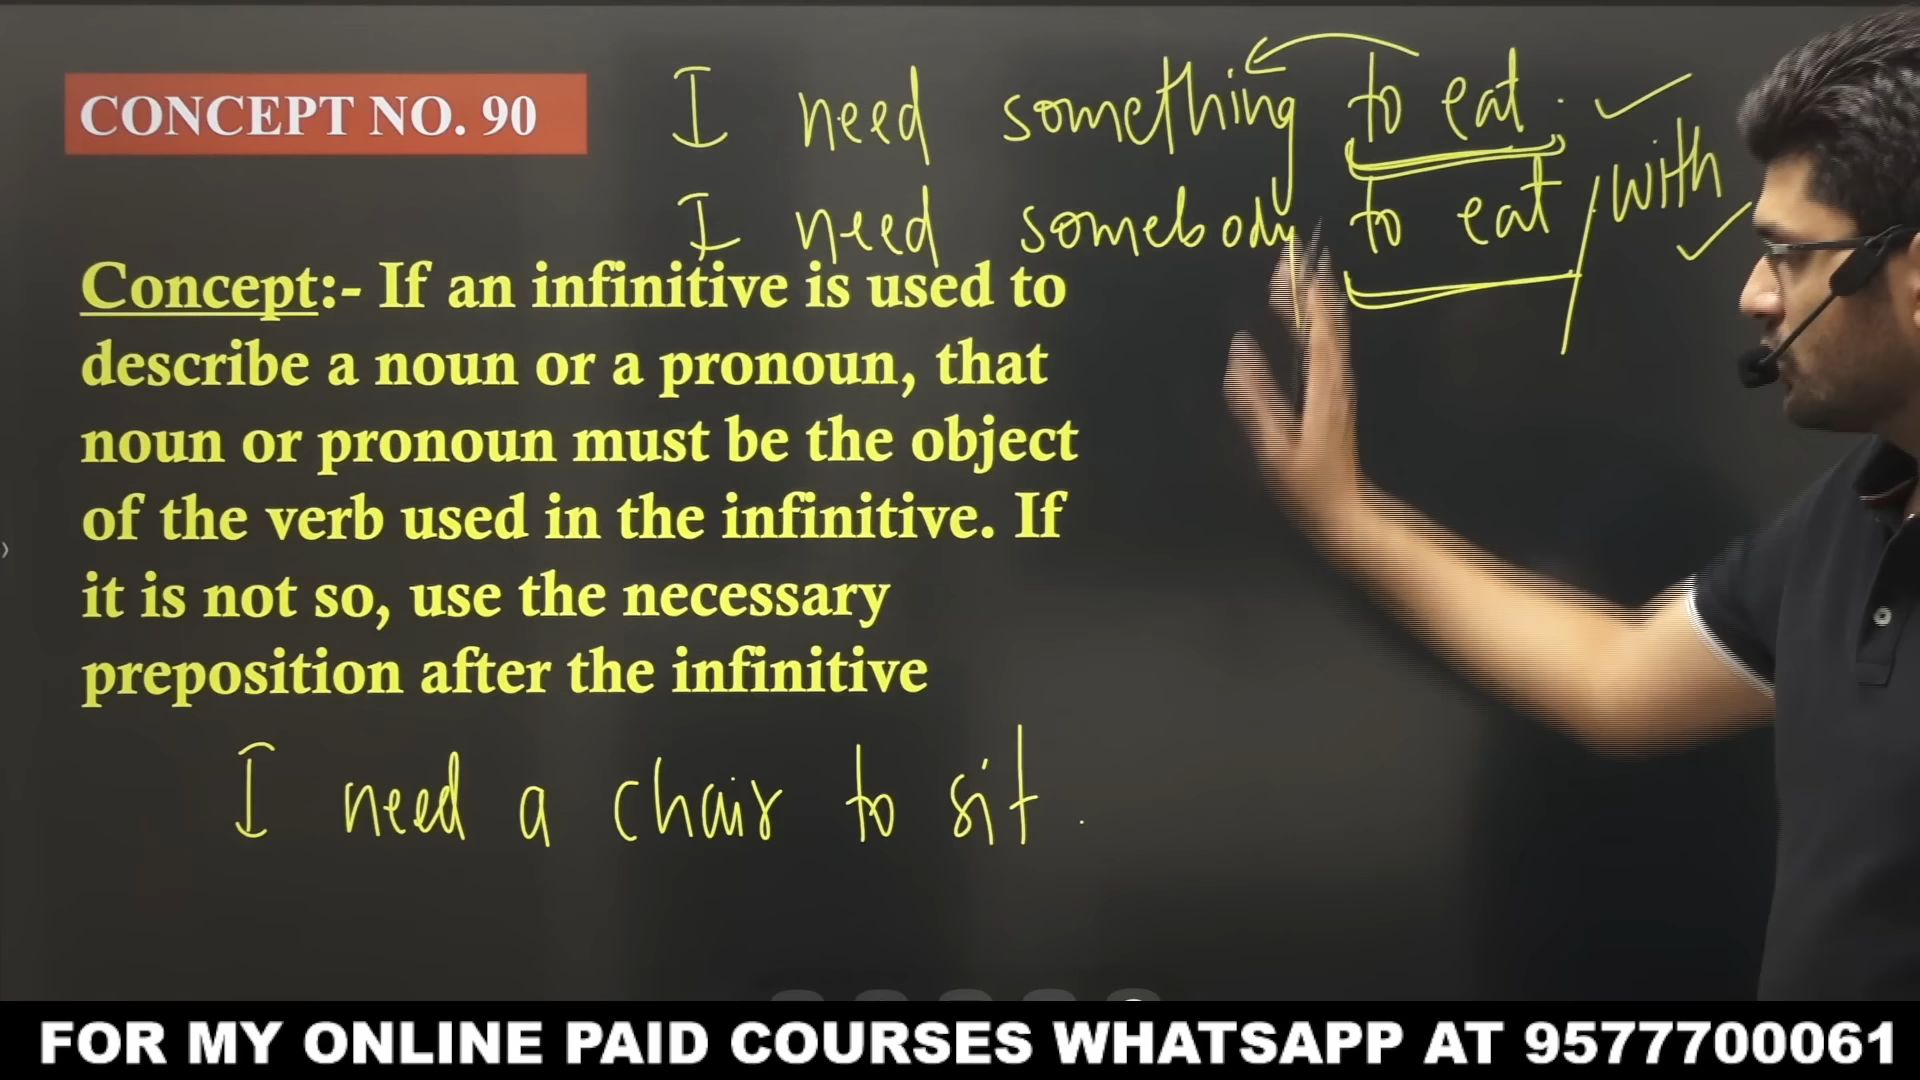 CONCEPT NO. 90
I need something to eat.
I need somebody to eat with
Concept:- If an infinitive is used to
describe a noun or a pronoun, that
noun or pronoun must be the object
of the verb used in the infinitive. If
it is not so, use the necessary
preposition after the infinitive
I need a chair to sit.
FOR MY ONLINE PAID COURSES WHATSAPP AT 9577700061